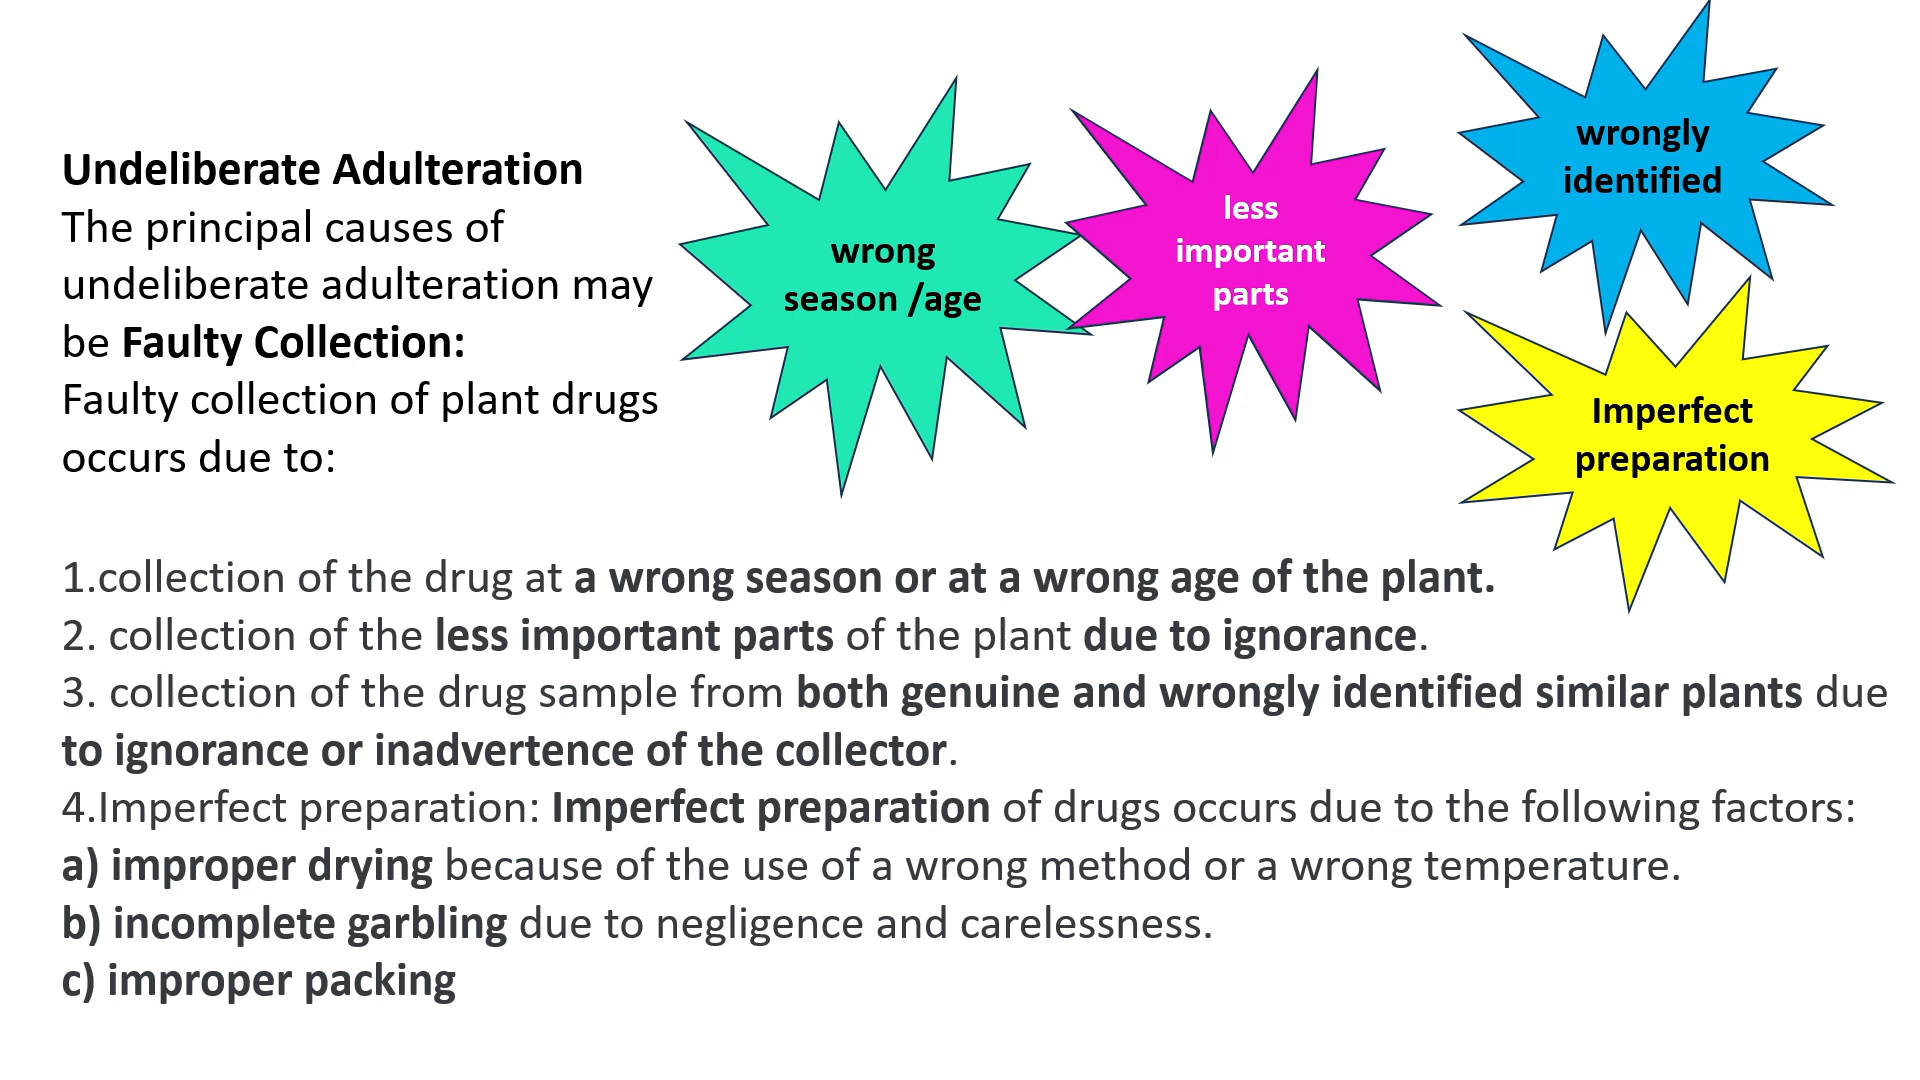 Undeliberate Adulteration
The principal causes of
undeliberate adulteration may
be Faulty Collection:
Faulty collection of plant drugs
occurs due to:
wrong
season /age
less
important
parts
wrongly
identified
Imperfect
preparation
1.collection of the drug at a wrong season or at a wrong age of the plant.
2. collection of the less important parts of the plant due to ignorance.
3. collection of the drug sample from both genuine and wrongly identified similar plants due
to ignorance or inadvertence of the collector.
4.Imperfect preparation: Imperfect preparation of drugs occurs due to the following factors:
a) improper drying because of the use of a wrong method or a wrong temperature.
b) incomplete garbling due to negligence and carelessness.
c) improper packing